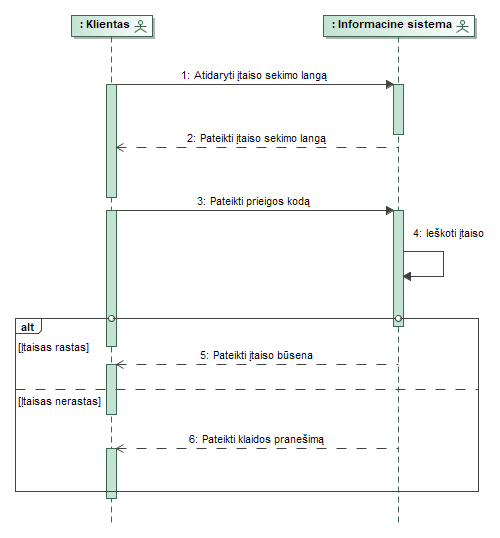 : Klientas
: Informacine sistema
1: Atidaryti įtaiso sekimo langą
2: Pateikti įtaiso sekimo langą
3: Pateikti prieigos kodą
4: Ieškoti įtaiso
alt
[Įtaisas rastas]
5: Pateikti įtaiso būsena
[Įtaisas nerastas]
6: Pateikti klaidos pranešimą